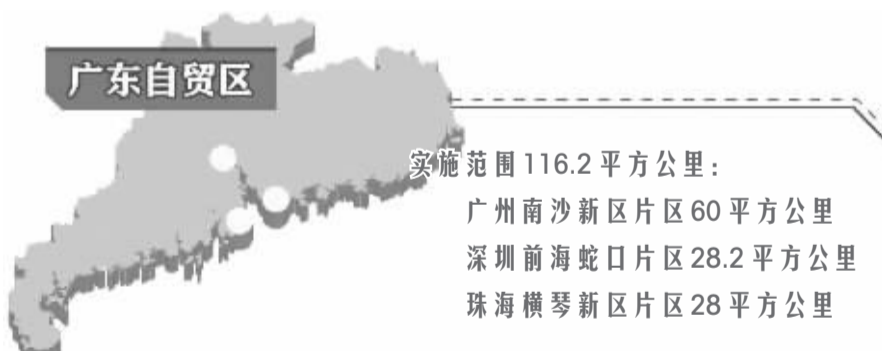 广东自贸区
实施范围116.2平方公里：
广州南沙新区片区60平方公里
深圳前海蛇口片区28.2平方公里
珠海横琴新区片区28平方公里